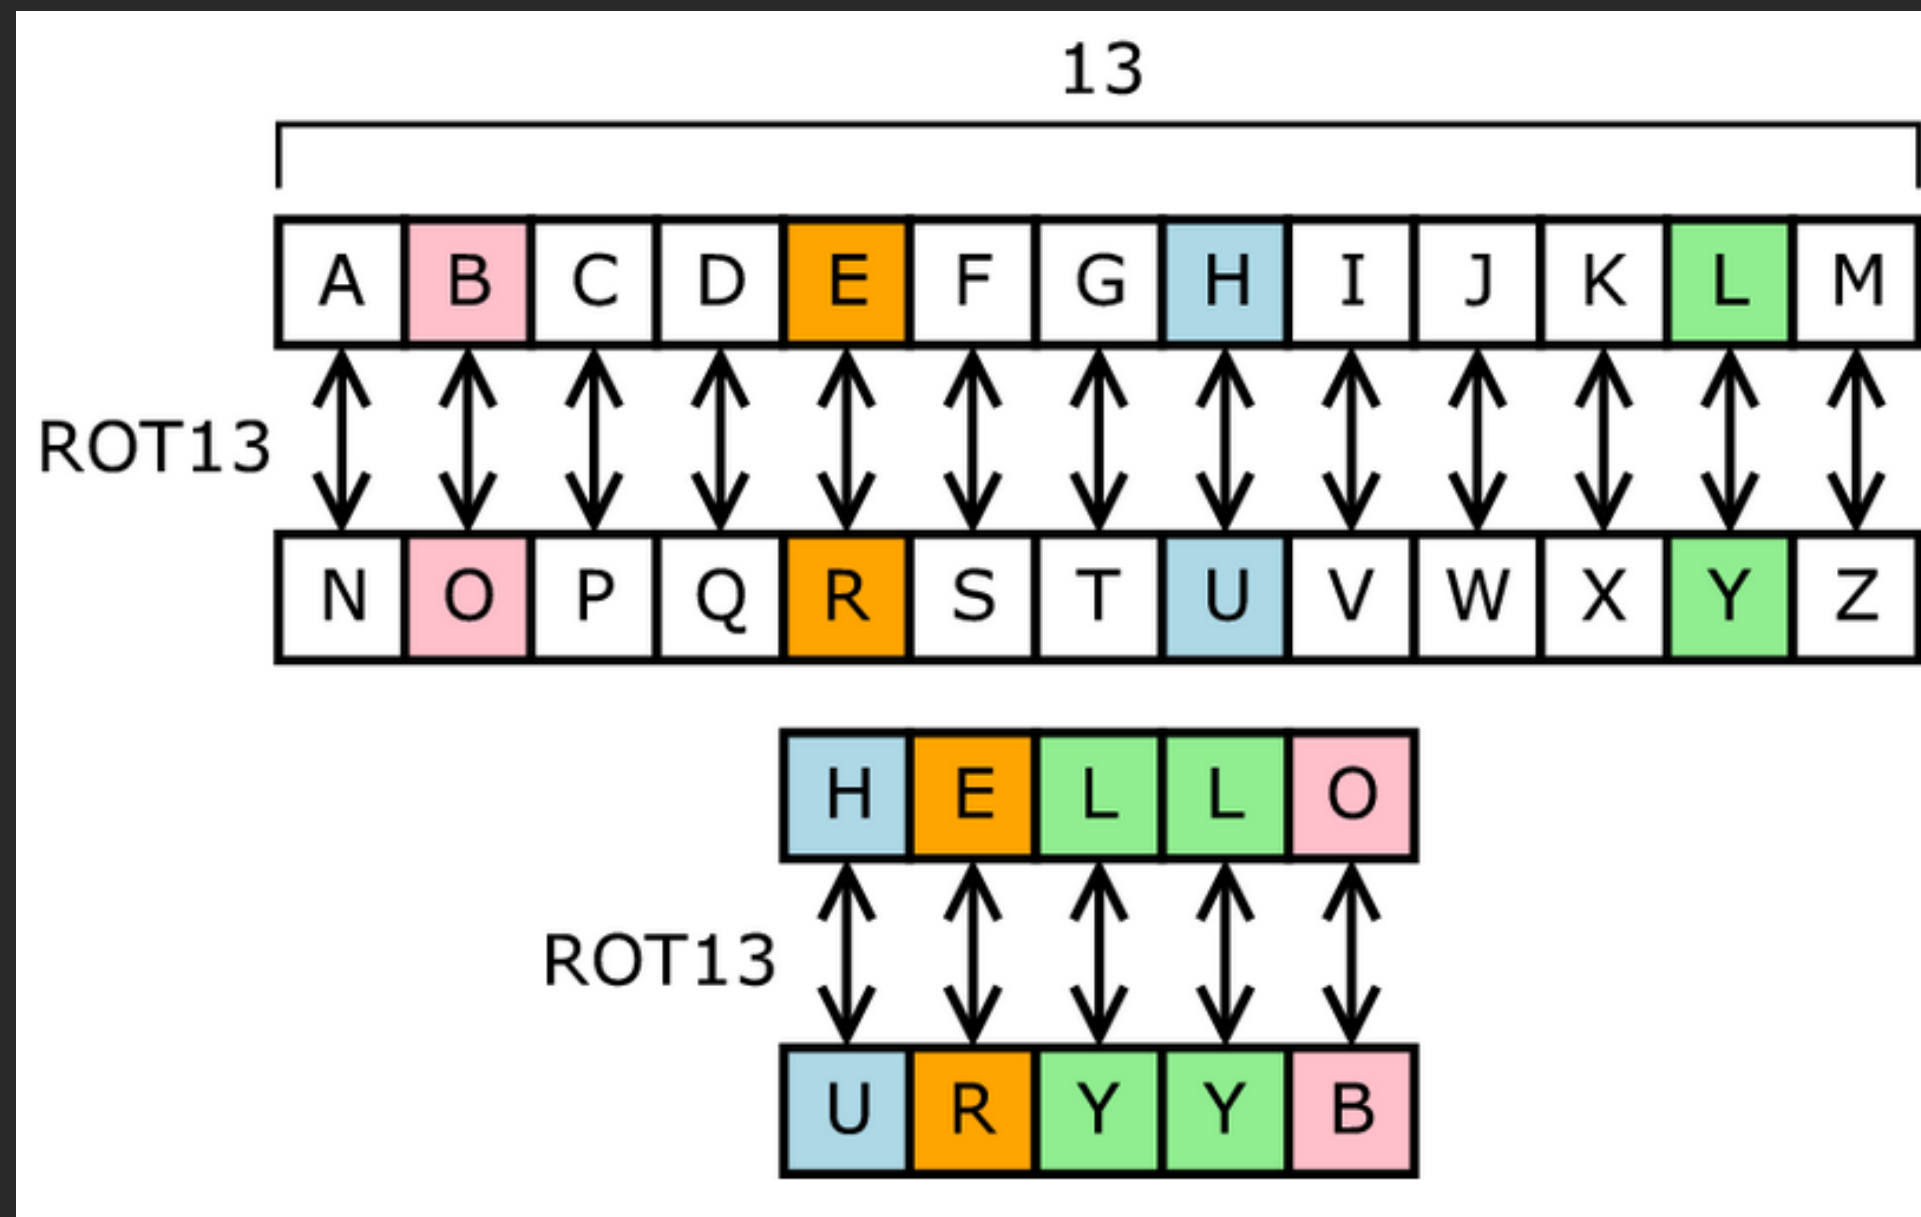 13
A B C D E F G H I J K L M
ROT13
N O P Q R S T U V W X Y Z
H E L L O
ROT13
U R Y Y B